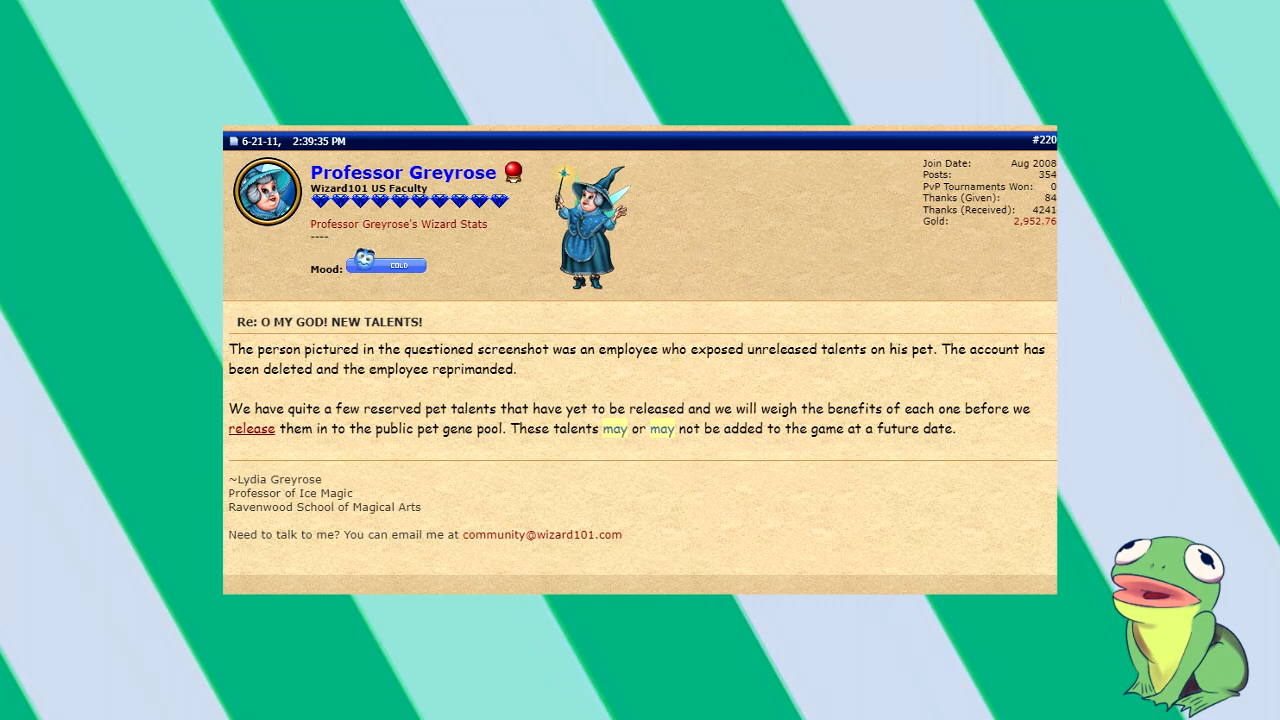 6-21-11, 2:39:35 PM #220
Professor Greyrose
Wizard101 US Faculty
Professor Greyrose's Wizard Stats
----
Mood: COLD
Join Date: Aug 2008
Posts: 354
PvP Tournaments Won: 0
Thanks (Given): 84
Thanks (Received): 4241
Gold: 2,952.76
Re: O MY GOD! NEW TALENTS!
The person pictured in the questioned screenshot was an employee who exposed unreleased talents on his pet. The account has
been deleted and the employee reprimanded.
We have quite a few reserved pet talents that have yet to be released and we will weigh the benefits of each one before we
release them in to the public pet gene pool. These talents may or may not be added to the game at a future date.
~Lydia Greyrose
Professor of Ice Magic
Ravenwood School of Magical Arts
Need to talk to me? You can email me at community@wizard101.com